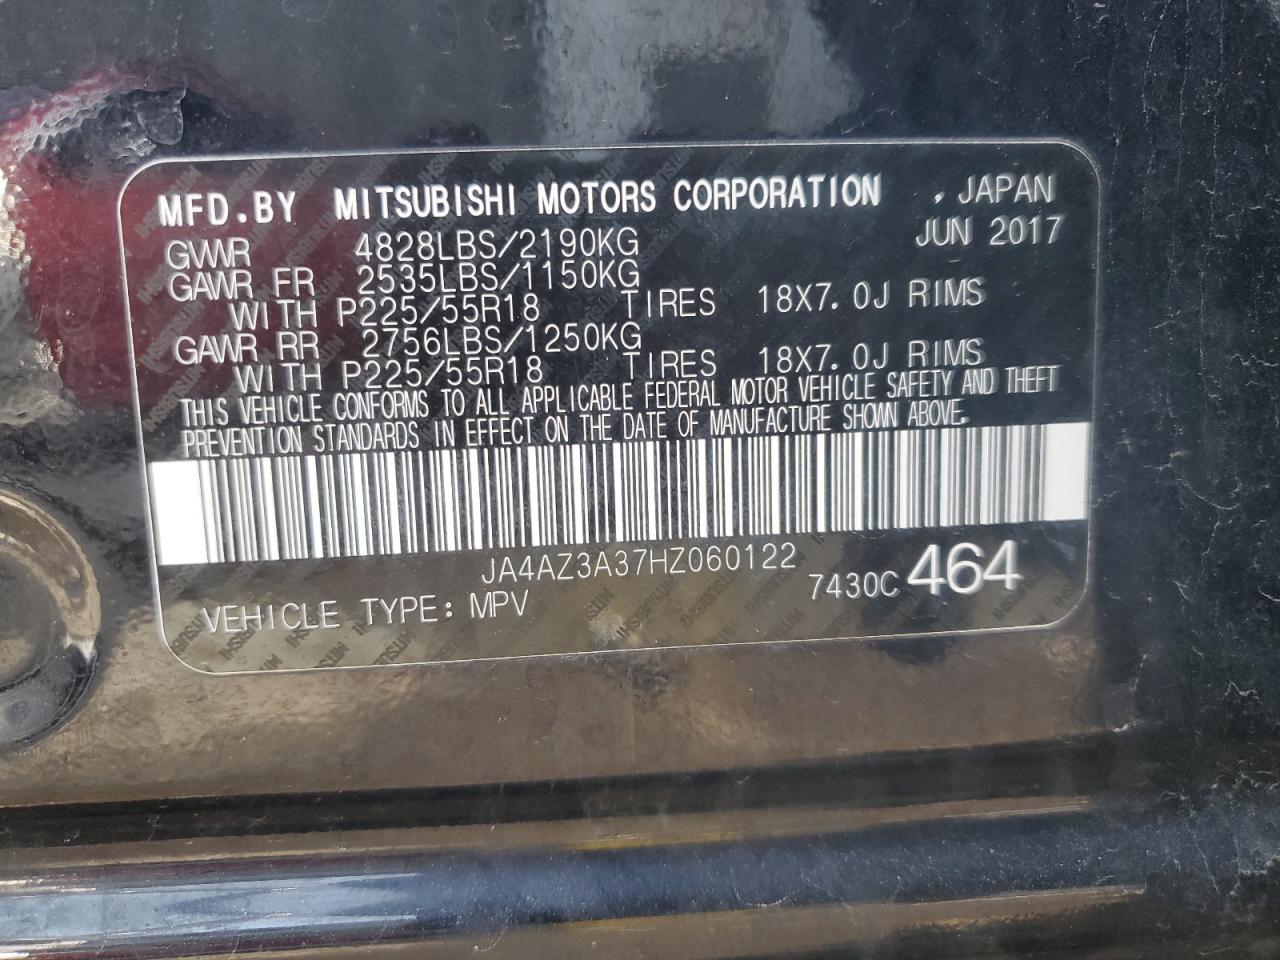 MFD.BY MITSUBISHI MOTORS CORPORATION , JAPAN
JUN 2017
GVWR 4828LBS/2190KG
GAWR FR 2535LBS/1150KG
WITH P225/55R18 TIRES 18X7.0J RIMS
GAWR RR 2756LBS/1250KG
WITH P225/55R18 TIRES 18X7.0J RIMS
THIS VEHICLE CONFORMS TO ALL APPLICABLE FEDERAL MOTOR VEHICLE SAFETY AND THEFT
PREVENTION STANDARDS IN EFFECT ON THE DATE OF MANUFACTURE SHOWN ABOVE.
JA4AZ3A37HZ060122
7430C 464
VEHICLE TYPE: MPV